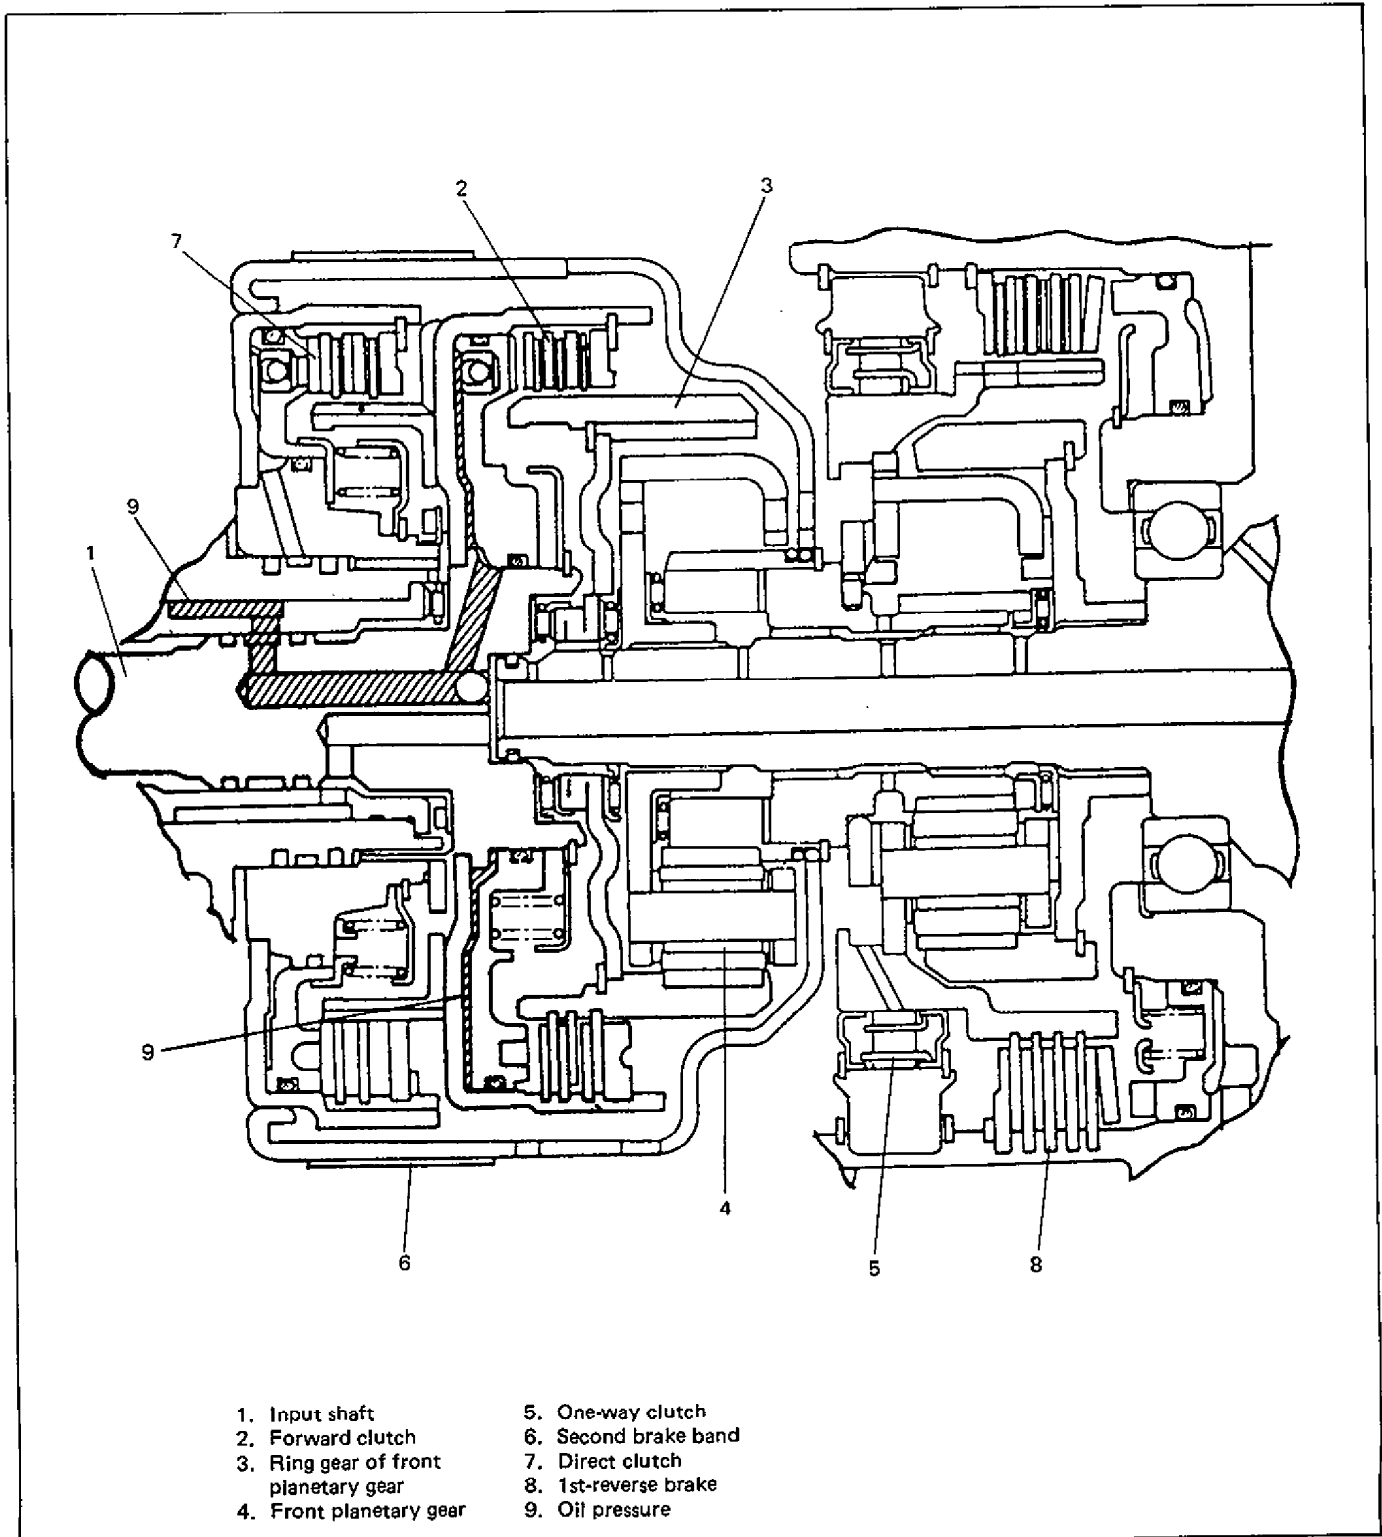 2
3
7
9
1
9
4
6
5
8
1. Input shaft
2. Forward clutch
3. Ring gear of front
planetary gear
4. Front planetary gear
5. One-way clutch
6. Second brake band
7. Direct clutch
8. 1st-reverse brake
9. Oil pressure